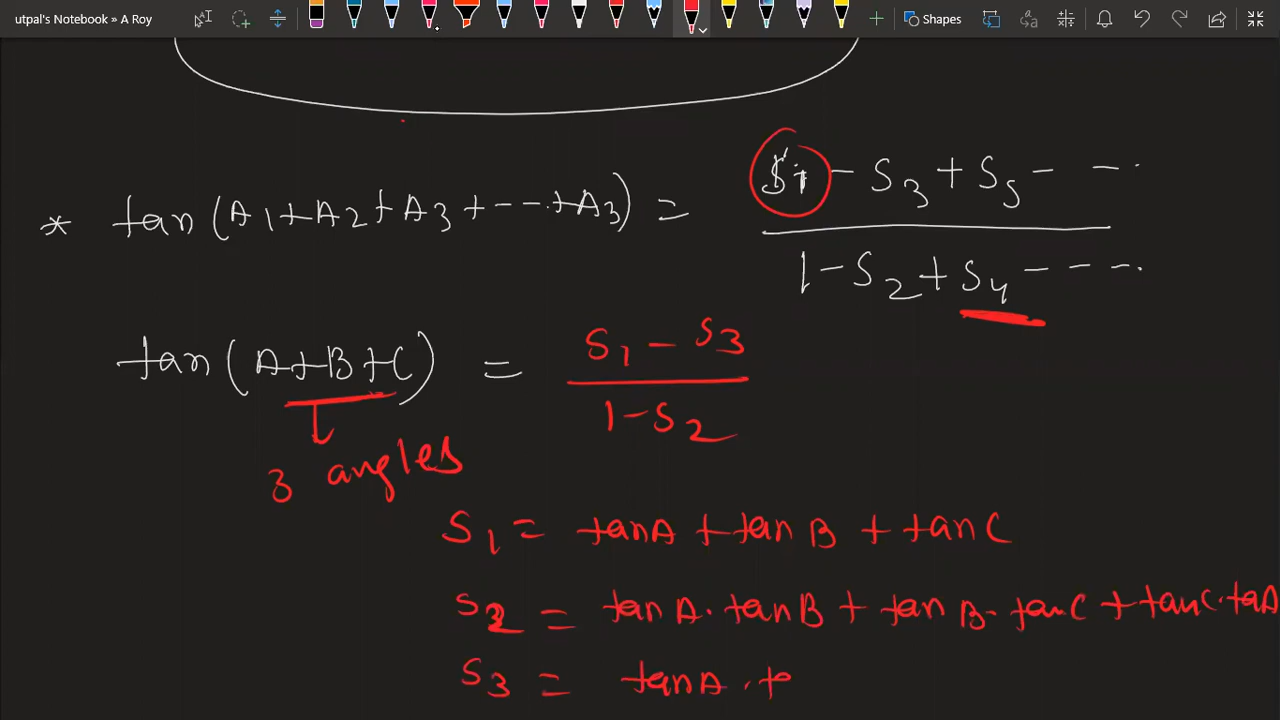 utpal's Notebook » A Roy
Shapes
* tan(A1+A2+A3+--··+A3) = S1-S3+S5- --·
1-S2+S4----·
tan(A+B+C) = S1-S3
1-S2
3 angles
S1 = tanA + tanB + tanC
S2 = tanA·tanB + tanB·tanC + tanC·taA
S3 = tanA·t